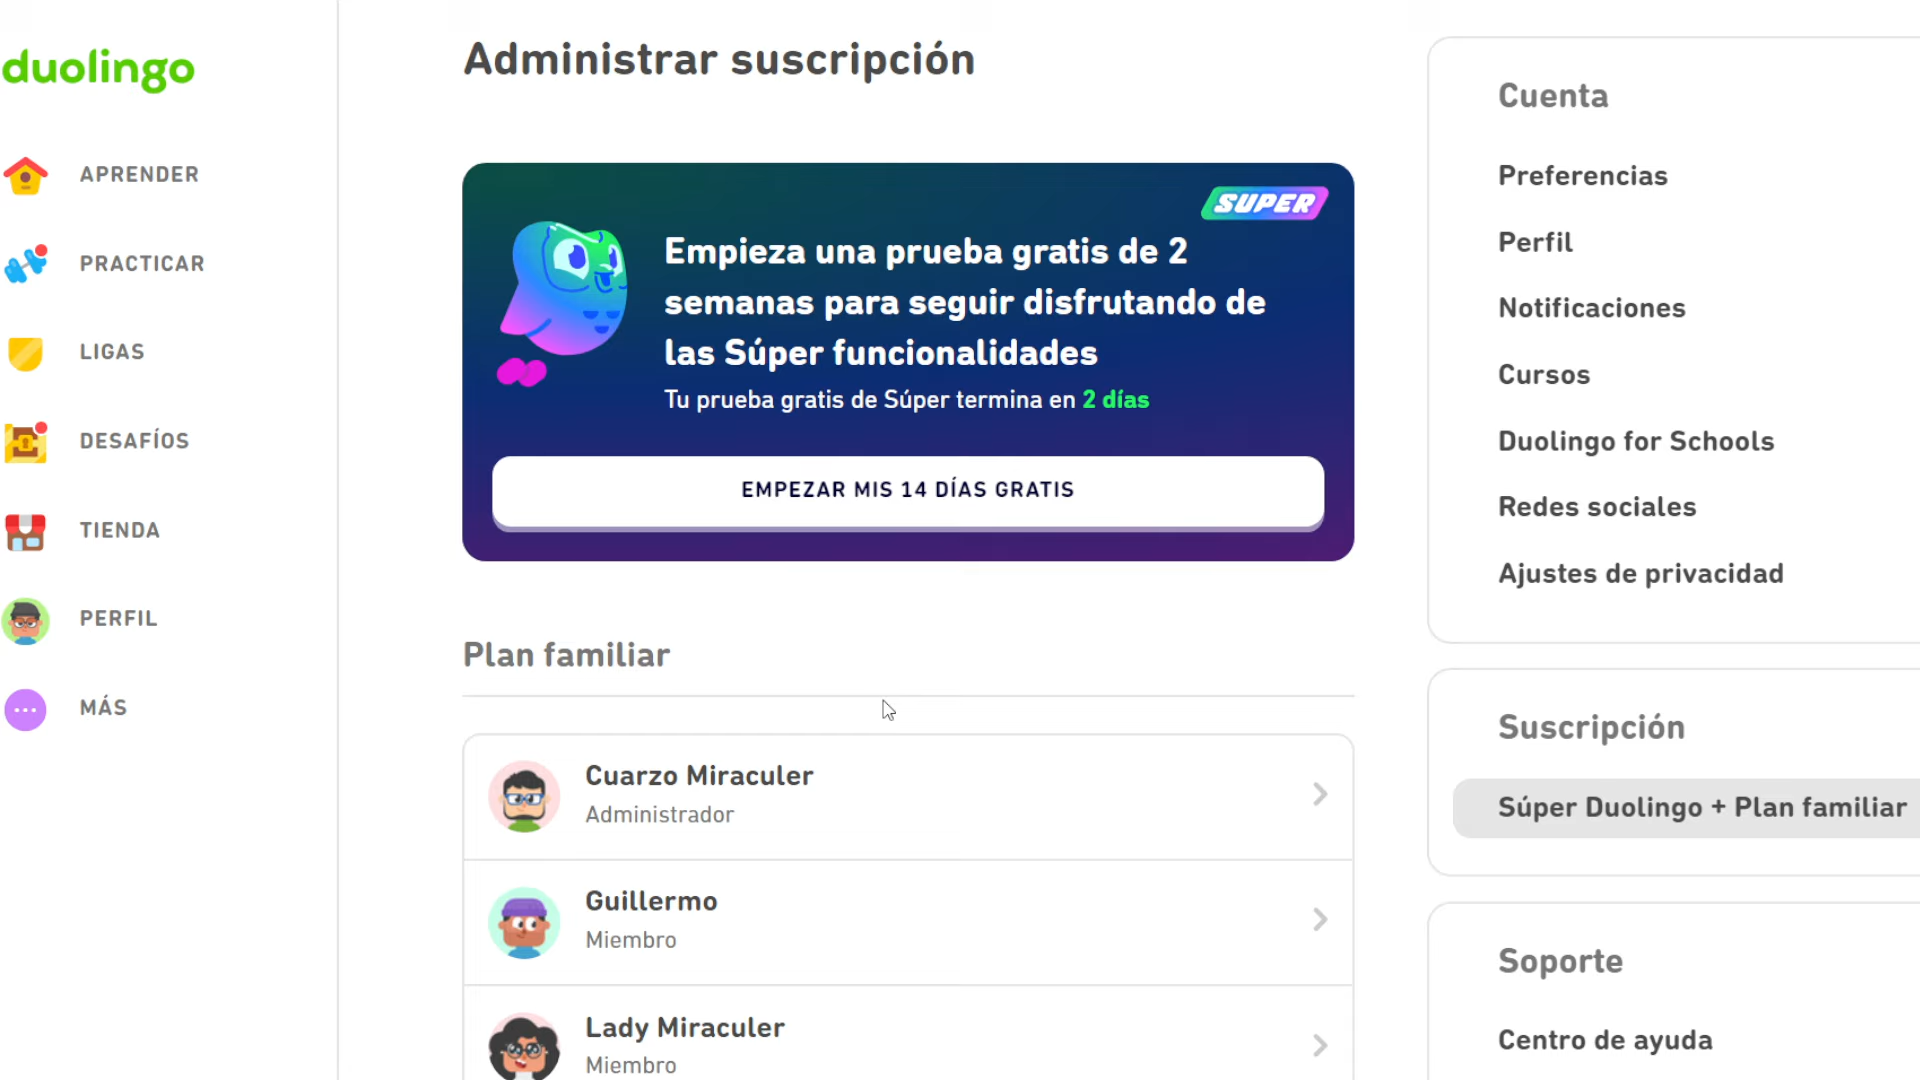 duolingo
APRENDER
PRACTICAR
LIGAS
DESAFÍOS
TIENDA
PERFIL
MÁS
Administrar suscripción
SUPER
Empieza una prueba gratis de 2
semanas para seguir disfrutando de
las Súper funcionalidades
Tu prueba gratis de Súper termina en 2 días
EMPEZAR MIS 14 DÍAS GRATIS
Plan familiar
Cuarzo Miraculer
Administrador
Guillermo
Miembro
Lady Miraculer
Miembro
Cuenta
Preferencias
Perfil
Notificaciones
Cursos
Duolingo for Schools
Redes sociales
Ajustes de privacidad
Suscripción
Súper Duolingo + Plan familiar
Soporte
Centro de ayuda